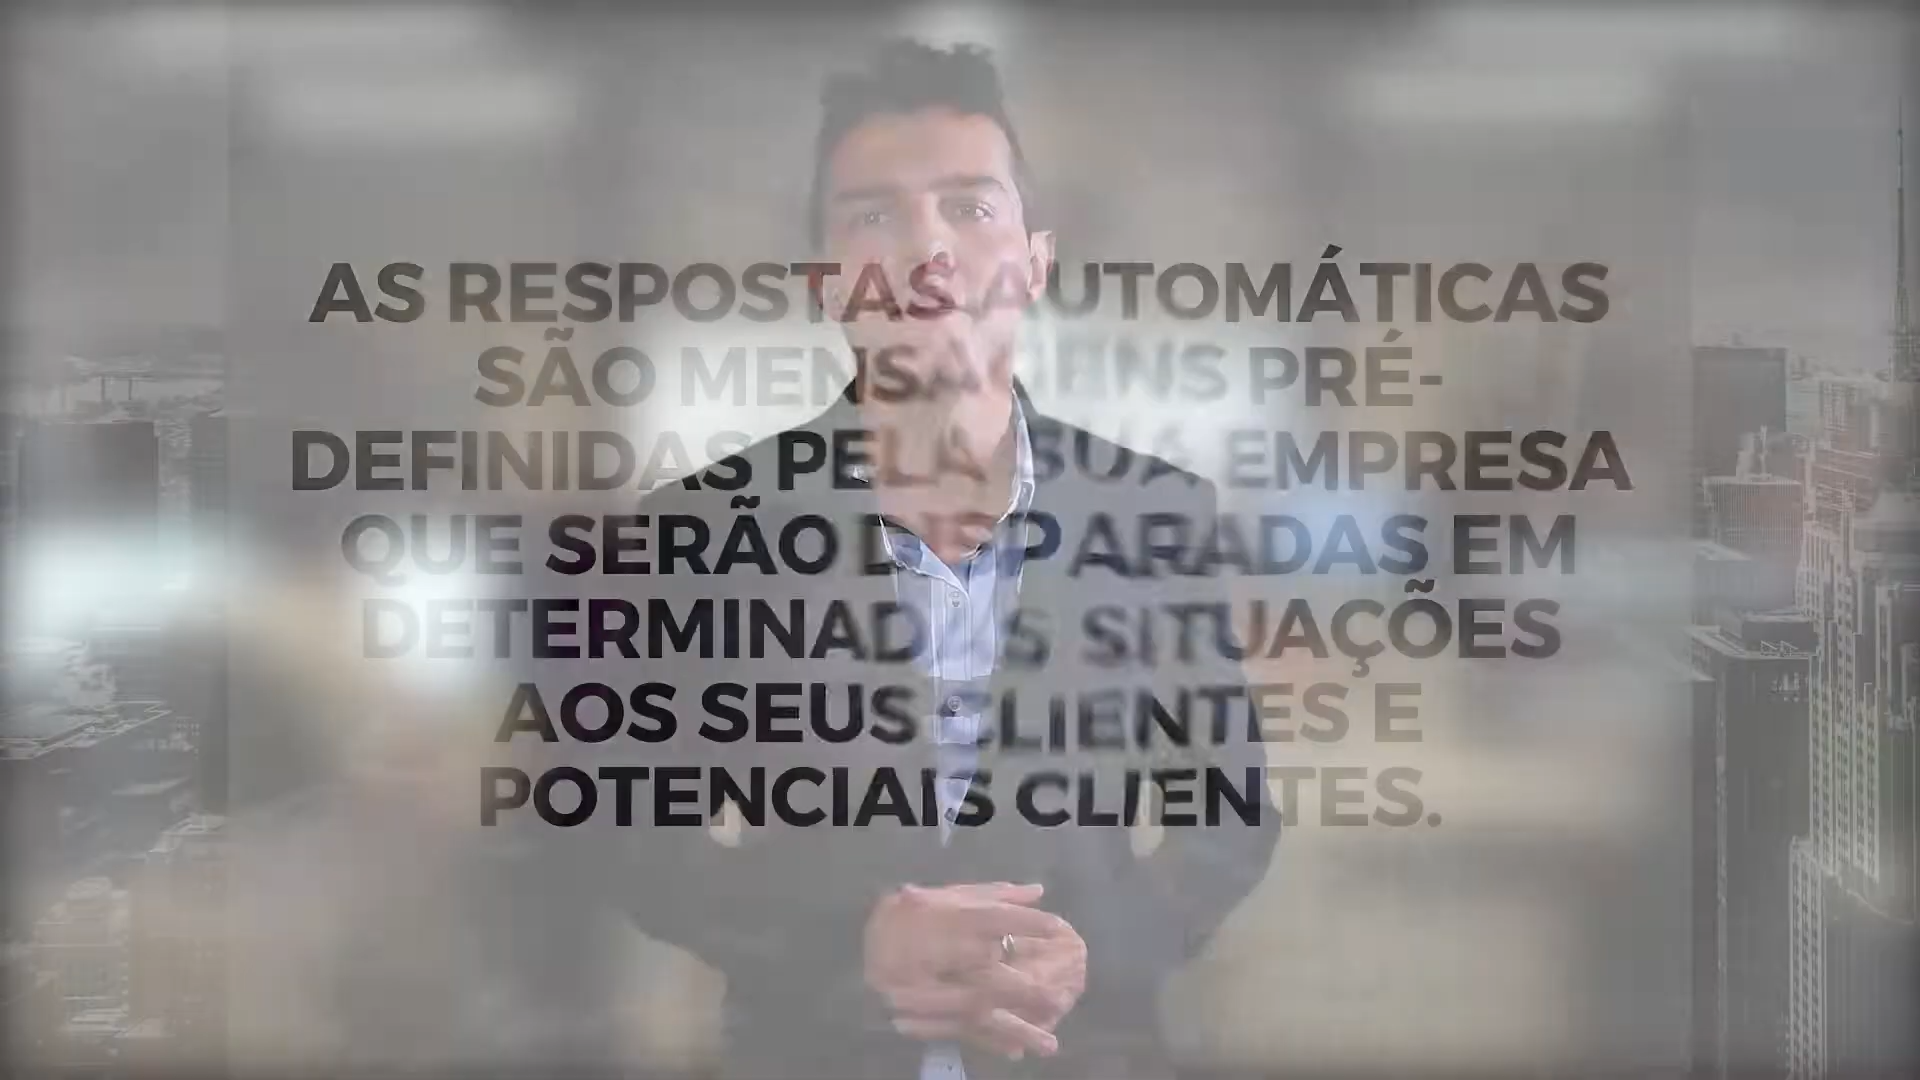 AS RESPOSTAS AUTOMÁTICAS
SÃO MENSAGENS PRÉ-
DEFINIDAS PELA SUA EMPRESA
QUE SERÃO DISPARADAS EM
DETERMINADAS SITUAÇÕES
AOS SEUS CLIENTES E
POTENCIAIS CLIENTES.